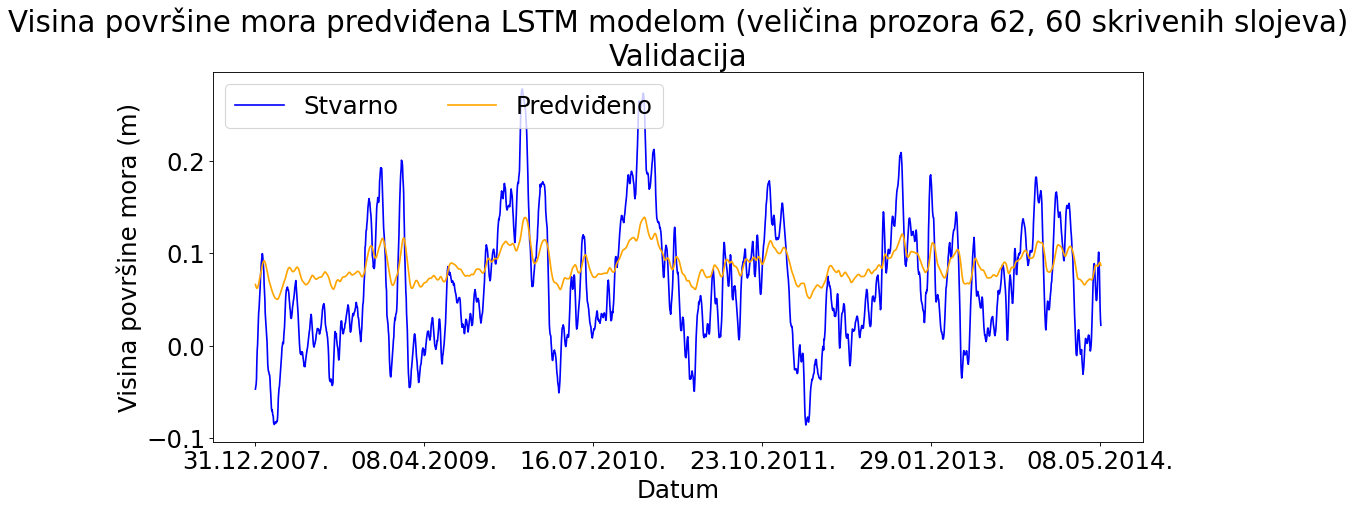 Visina površine mora predviđena LSTM modelom (veličina prozora 62, 60 skrivenih slojeva)
Validacija
Stvarno Predviđeno
Visina površine mora (m)
0.2
0.1
0.0
−0.1
31.12.2007. 08.04.2009. 16.07.2010. 23.10.2011. 29.01.2013. 08.05.2014.
Datum